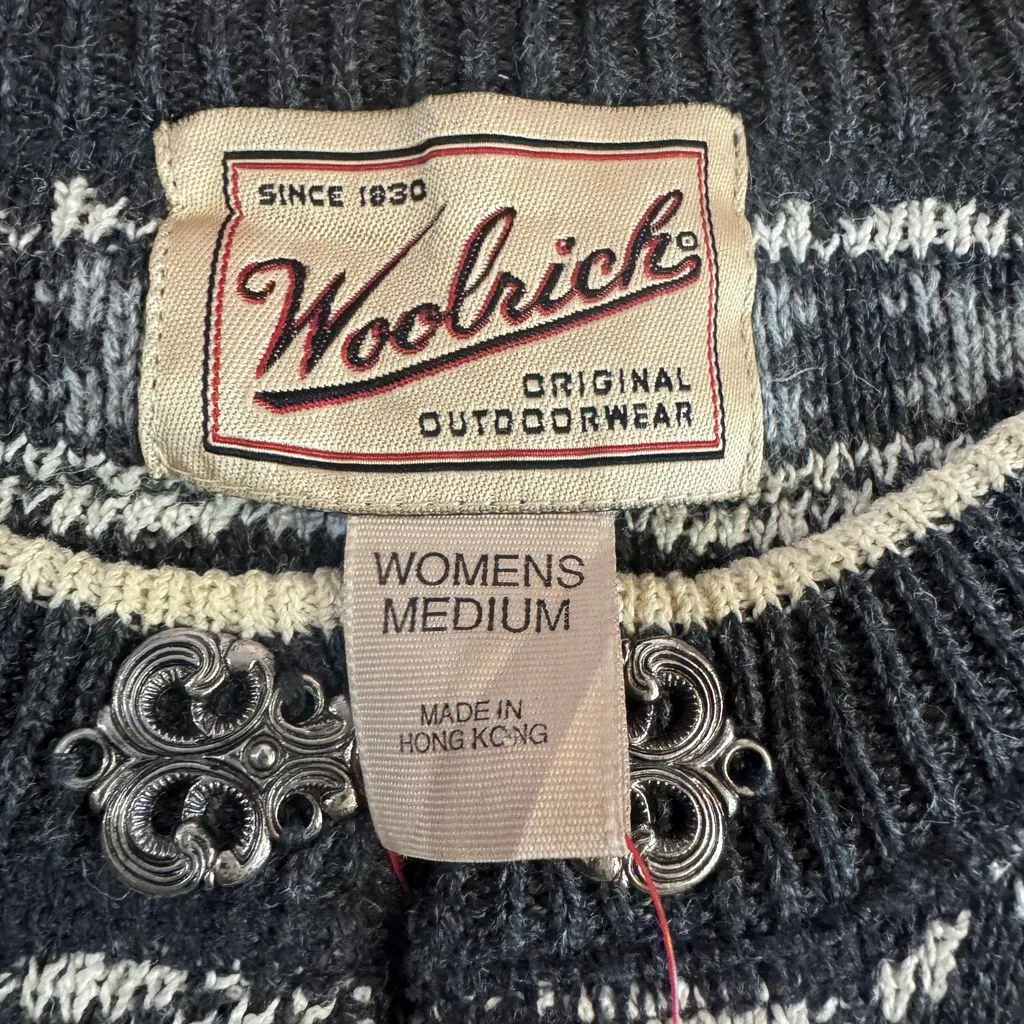 SINCE 1830
Woolrich
ORIGINAL
OUTDOORWEAR
WOMENS
MEDIUM
MADE IN
HONG KONG